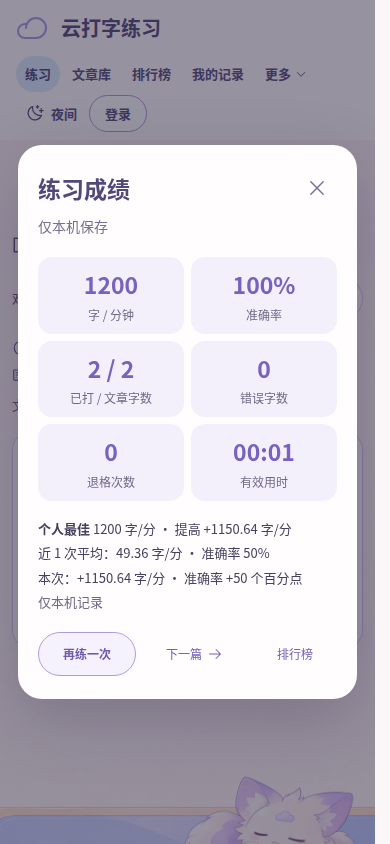 云打字练习
练习 文章库 排行榜 我的记录 更多
夜间 登录
练习成绩
仅本机保存
1200 100%
字 / 分钟 准确率
2 / 2 0
已打 / 文章字数 错误字数
0 00:01
退格次数 有效用时
个人最佳 1200 字/分 · 提高 +1150.64 字/分
近 1 次平均：49.36 字/分 · 准确率 50%
本次：+1150.64 字/分 · 准确率 +50 个百分点
仅本机记录
再练一次 下一篇 → 排行榜